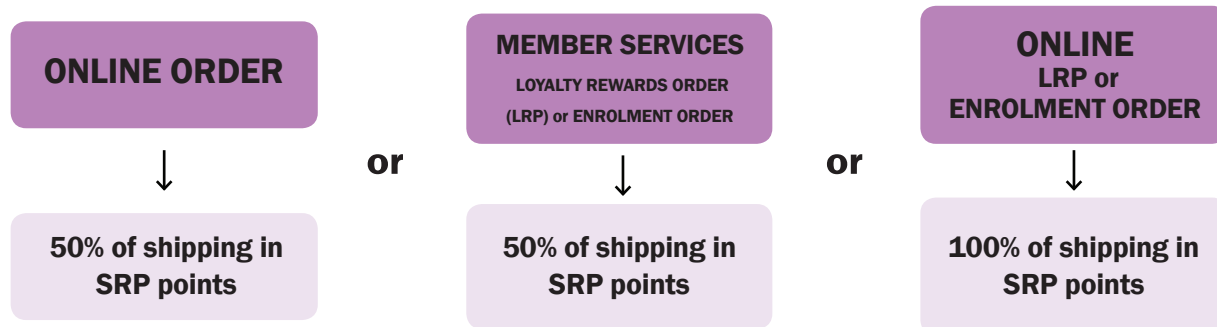 ONLINE ORDER
50% of shipping in
SRP points
or
MEMBER SERVICES
LOYALTY REWARDS ORDER
(LRP) or ENROLMENT ORDER
50% of shipping in
SRP points
or
ONLINE
LRP or
ENROLMENT ORDER
100% of shipping in
SRP points